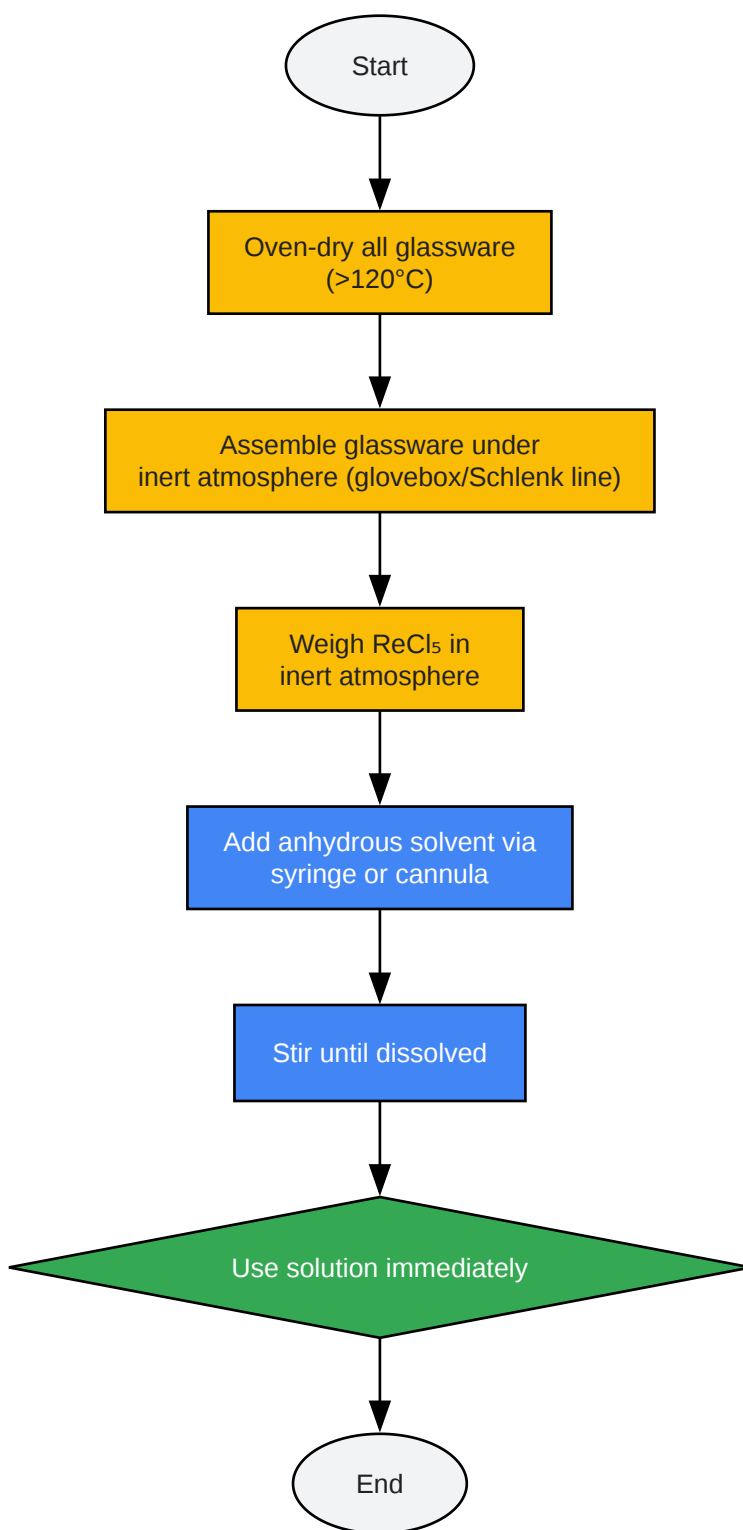 Start
Oven-dry all glassware
(>120°C)
Assemble glassware under
inert atmosphere (glovebox/Schlenk line)
Weigh ReCl₅ in
inert atmosphere
Add anhydrous solvent via
syringe or cannula
Stir until dissolved
Use solution immediately
End